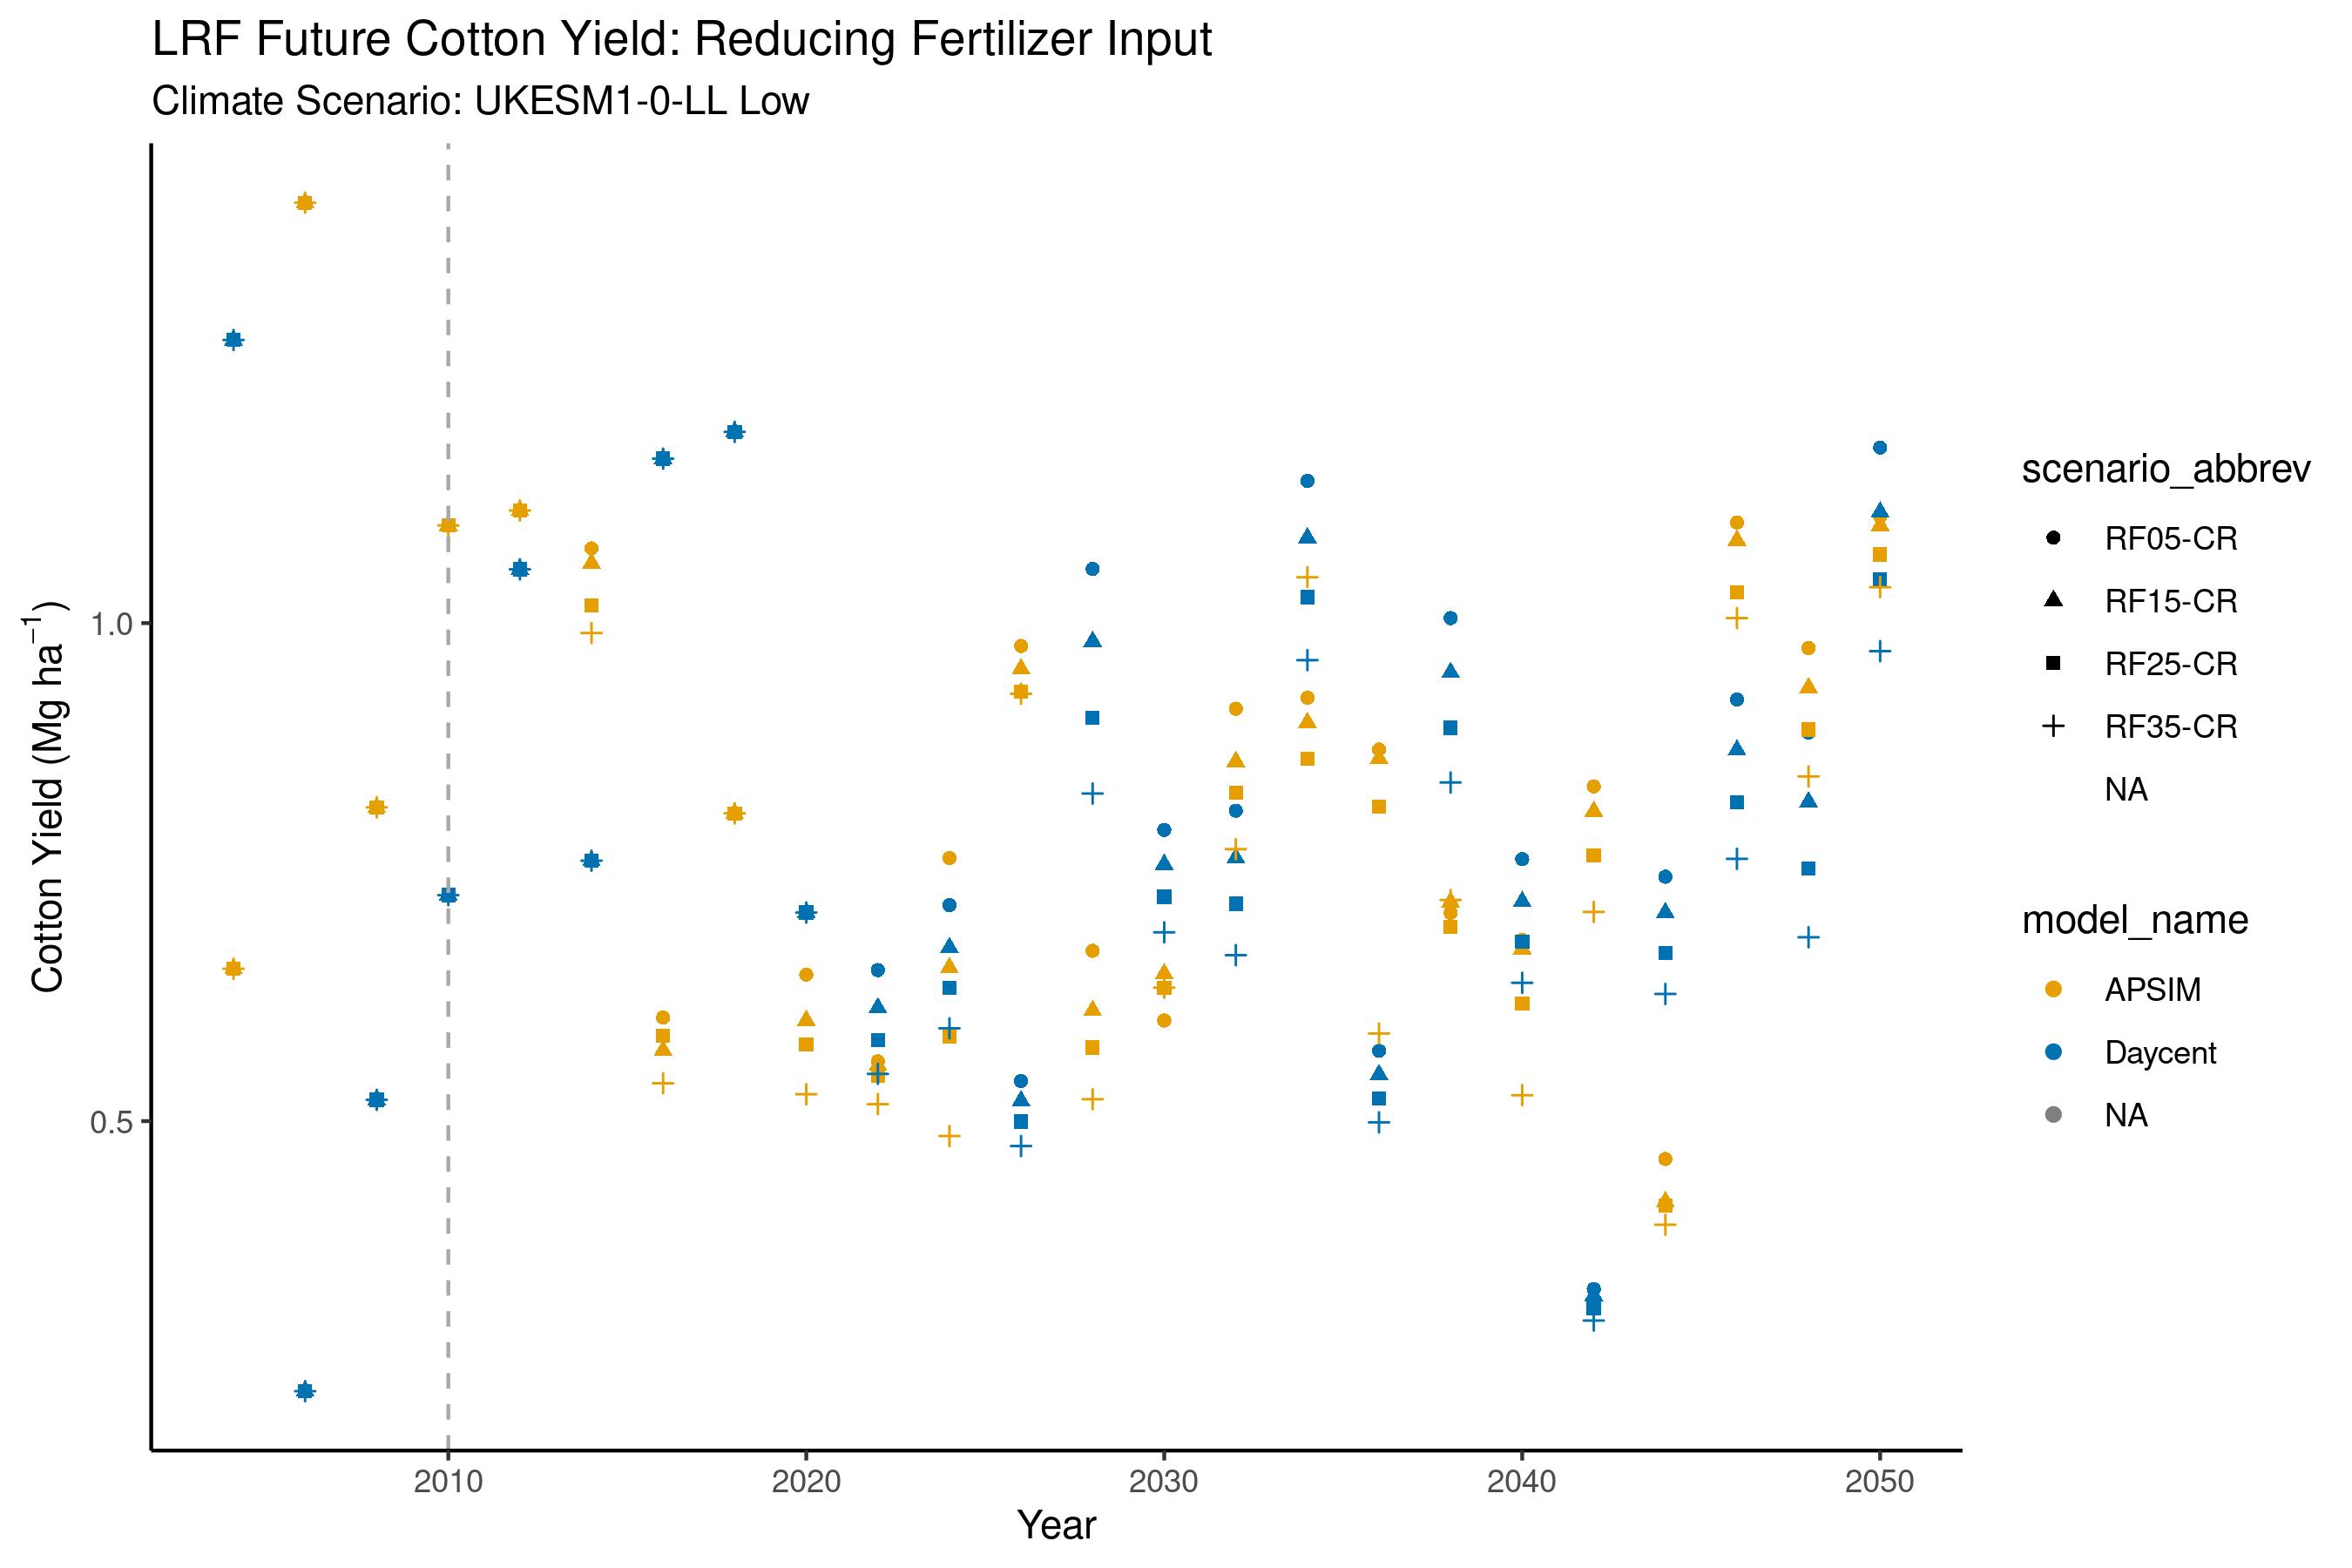 LRF Future Cotton Yield: Reducing Fertilizer Input
Climate Scenario: UKESM1-0-LL Low
Cotton Yield (Mg ha⁻¹)
1.0
0.5
2010
2020
2030
2040
2050
Year
scenario_abbrev
RF05-CR
RF15-CR
RF25-CR
RF35-CR
NA
model_name
APSIM
Daycent
NA